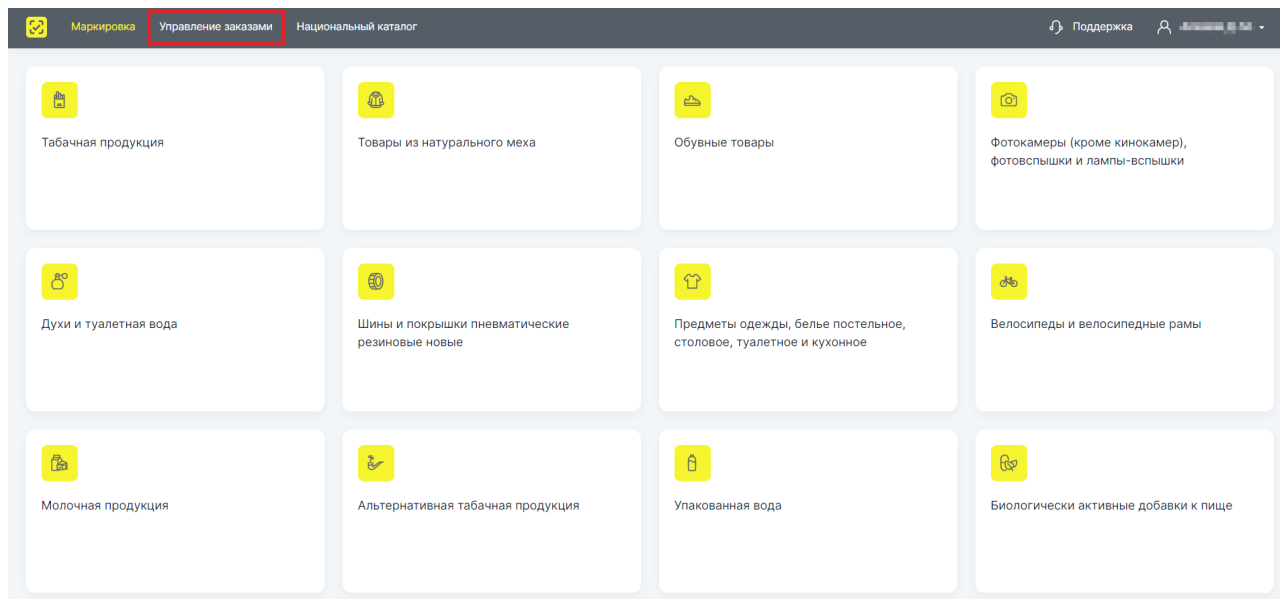 Маркировка Управление заказами Национальный каталог Поддержка
Табачная продукция
Товары из натурального меха
Обувные товары
Фотокамеры (кроме кинокамер),
фотовспышки и лампы-вспышки
Духи и туалетная вода
Шины и покрышки пневматические
резиновые новые
Предметы одежды, белье постельное,
столовое, туалетное и кухонное
Велосипеды и велосипедные рамы
Молочная продукция
Альтернативная табачная продукция
Упакованная вода
Биологически активные добавки к пище